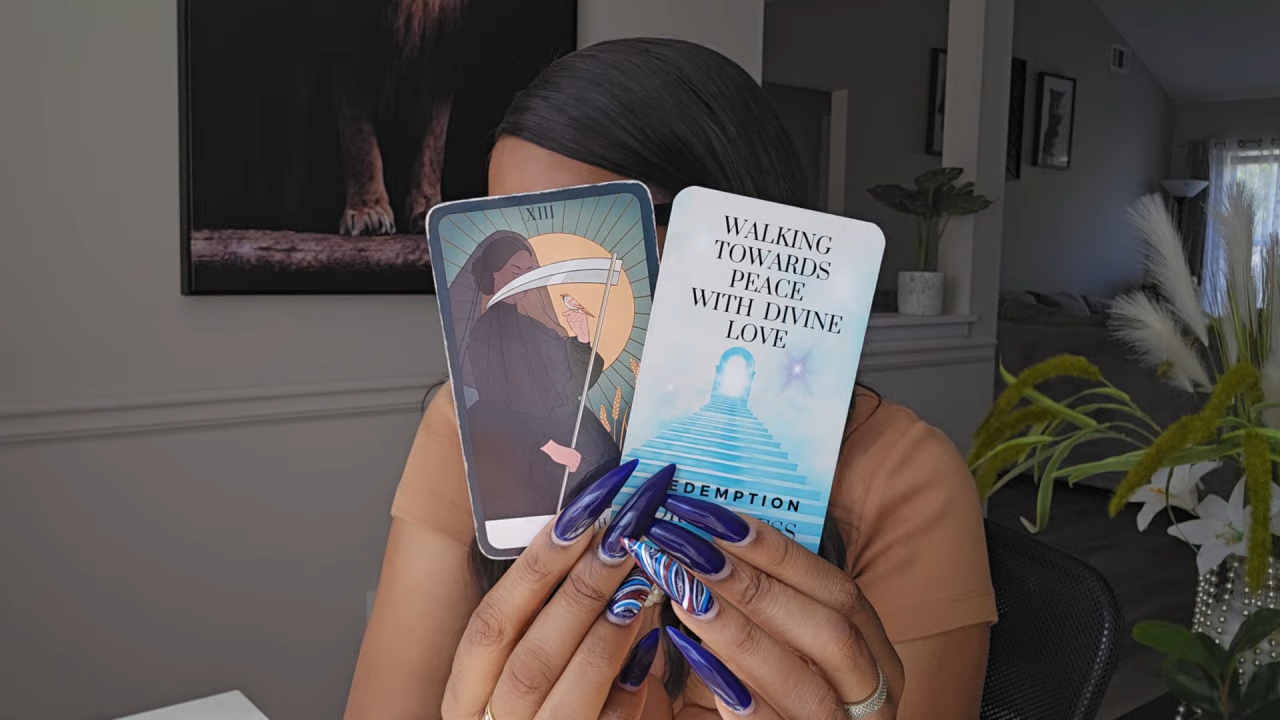 XIII
WALKING
TOWARDS
PEACE
WITH DIVINE
LOVE
EDEMPTION